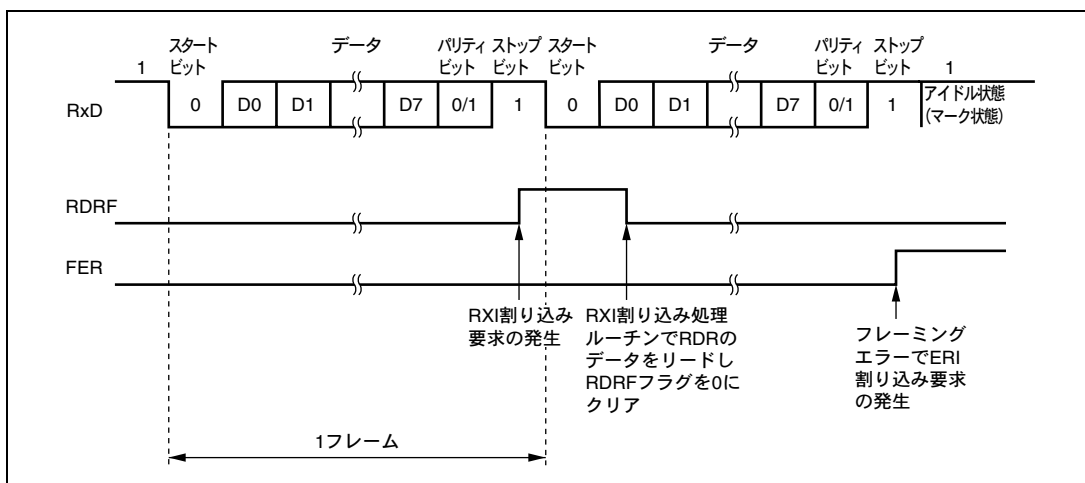 スタート データ パリティ ストップ スタート データ パリティ ストップ
1 ビット ビット ビット ビット ビット ビット 1
RxD 0 D0 D1 D7 0/1 1 0 D0 D1 D7 0/1 1 アイドル状態
(マーク状態)
RDRF
FER
RXI割り込み
要求の発生
RXI割り込み処理
ルーチンでRDRの
データをリードし
RDRFフラグを0に
クリア
フレーミング
エラーでERI
割り込み要求
の発生
1フレーム